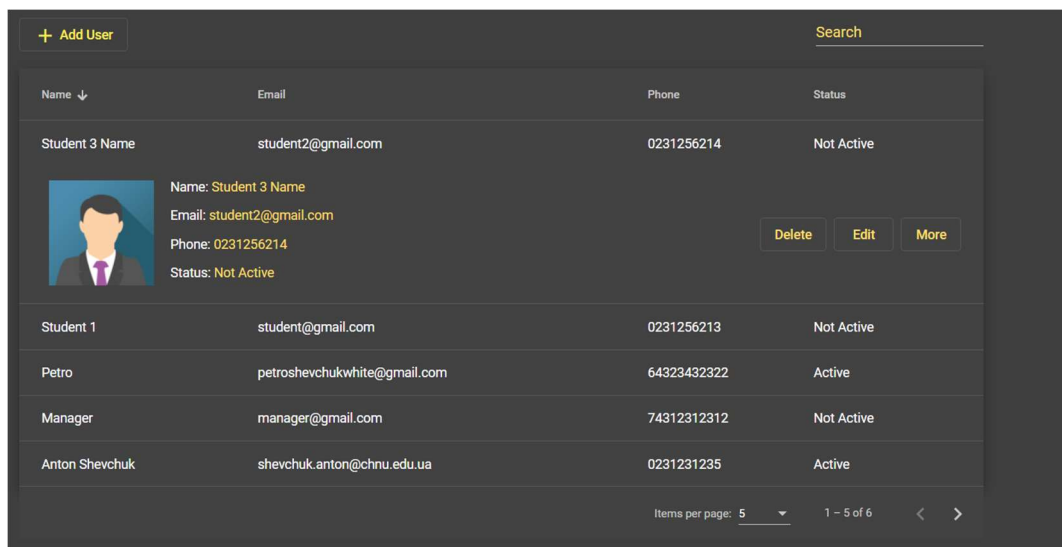 + Add User
Search
Name Email Phone Status
Student 3 Name student2@gmail.com 0231256214 Not Active
Name: Student 3 Name
Email: student2@gmail.com
Phone: 0231256214
Status: Not Active
Delete Edit More
Student 1 student@gmail.com 0231256213 Not Active
Petro petroshevchukwhite@gmail.com 64323432322 Active
Manager manager@gmail.com 74312312312 Not Active
Anton Shevchuk shevchuk.anton@chnu.edu.ua 0231231235 Active
Items per page: 5 1 – 5 of 6